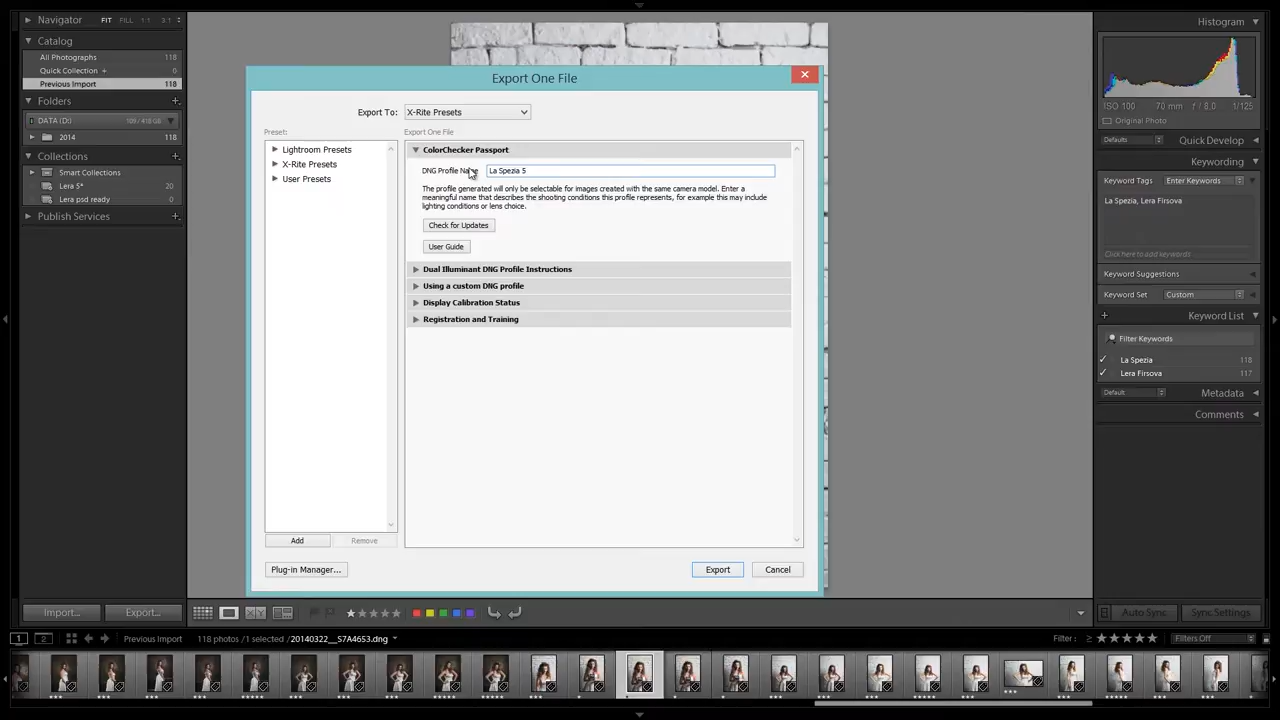 Navigator FIT FILL 1:1 3:1
Catalog
All Photographs 118
Quick Collection + 0
Previous Import 118
Folders
DATA (D:)
2014 118
Collections
Smart Collections
Lera 5* 20
Lera psd ready 0
Publish Services
Import... Export...
Export One File
Export To: X-Rite Presets
Preset:
Lightroom Presets
X-Rite Presets
User Presets
Add Remove
Plug-in Manager...
Export One File
ColorChecker Passport
DNG Profile Name La Spezia 5
The profile generated will only be selectable for images created with the same camera model. Enter a
meaningful name that describes the shooting conditions this profile represents, for example this may include
lighting conditions or lens choice.
Check for Updates
User Guide
Dual Illuminant DNG Profile Instructions
Using a custom DNG profile
Display Calibration Status
Registration and Training
Export Cancel
Histogram
ISO 100 70 mm f / 8.0 1/125
Original Photo
Defaults Quick Develop
Keywording
Keyword Tags Enter Keywords
La Spezia, Lera Firsova
Click here to add keywords
Keyword Suggestions
Keyword Set Custom
Keyword List
Filter Keywords
La Spezia 118
Lera Firsova 117
Default Metadata
Comments
Auto Sync Sync Settings
1 2 Previous Import 118 photos /1 selected /20140322__S7A4653.dng
Filter : Filters Off